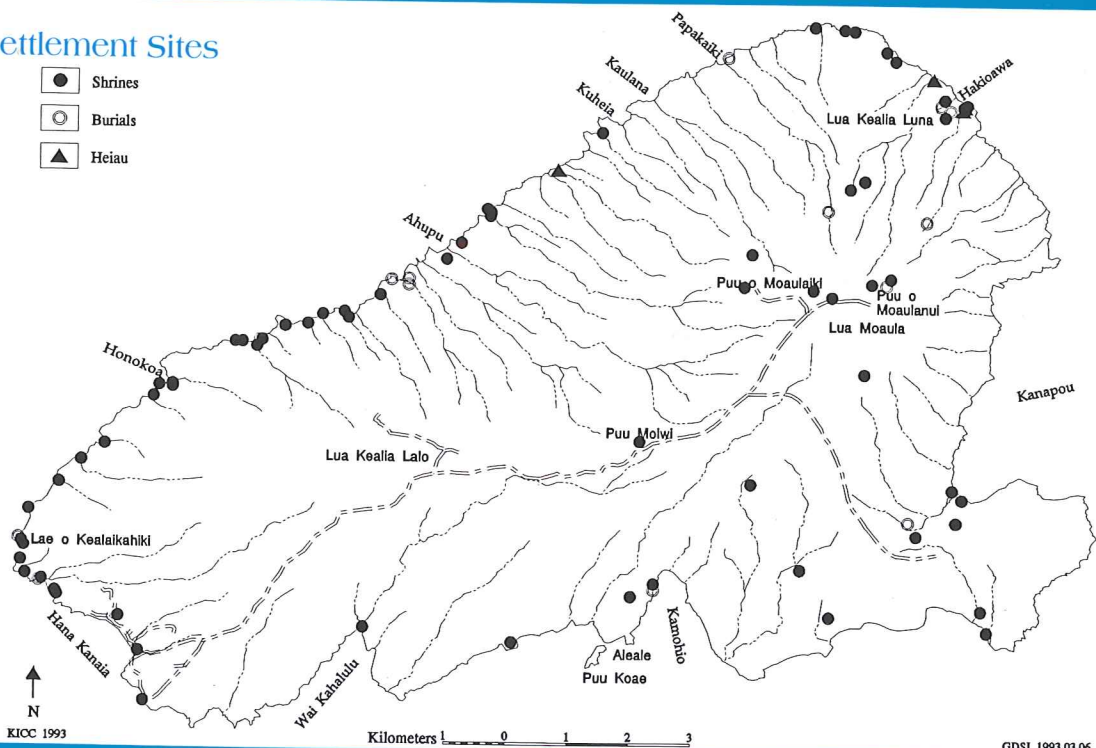 ettlement Sites
Shrines
Burials
Heiau
Papakaiki
Kaulana
Kuheia
Hakioawa
Lua Kealia Luna
Ahupu
Puu o Moaulaiki
Puu o
Moaulanui
Lua Moaula
Honokoa
Kanapou
Puu Moiwi
Lua Kealia Lalo
Lae o Kealaikahiki
Hana Kanaia
Wai Kahalulu
Kamohio
Aleale
Puu Koae
N
KICC 1993
Kilometers 1 0 1 2 3
GDSI 1993.03.06